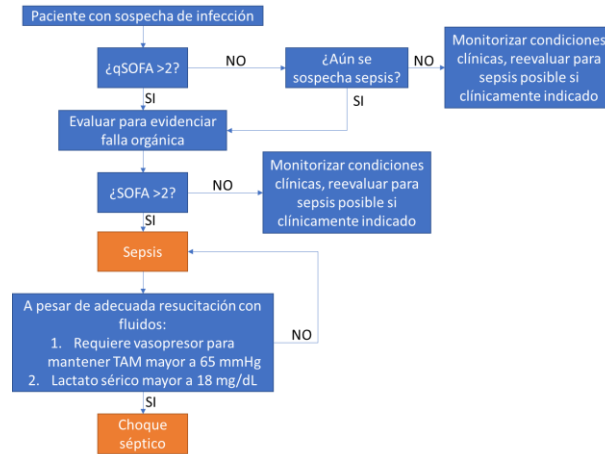 Paciente con sospecha de infección
¿qSOFA >2?
NO
¿Aún se
sospecha sepsis?
NO
Monitorizar condiciones
clínicas, reevaluar para
sepsis posible si
clínicamente indicado
SI
SI
Evaluar para evidenciar
falla orgánica
¿SOFA >2?
NO
Monitorizar condiciones
clínicas, reevaluar para
sepsis posible si
clínicamente indicado
SI
Sepsis
A pesar de adecuada resucitación con
fluidos:
1. Requiere vasopresor para
mantener TAM mayor a 65 mmHg
2. Lactato sérico mayor a 18 mg/dL
NO
SI
Choque
séptico